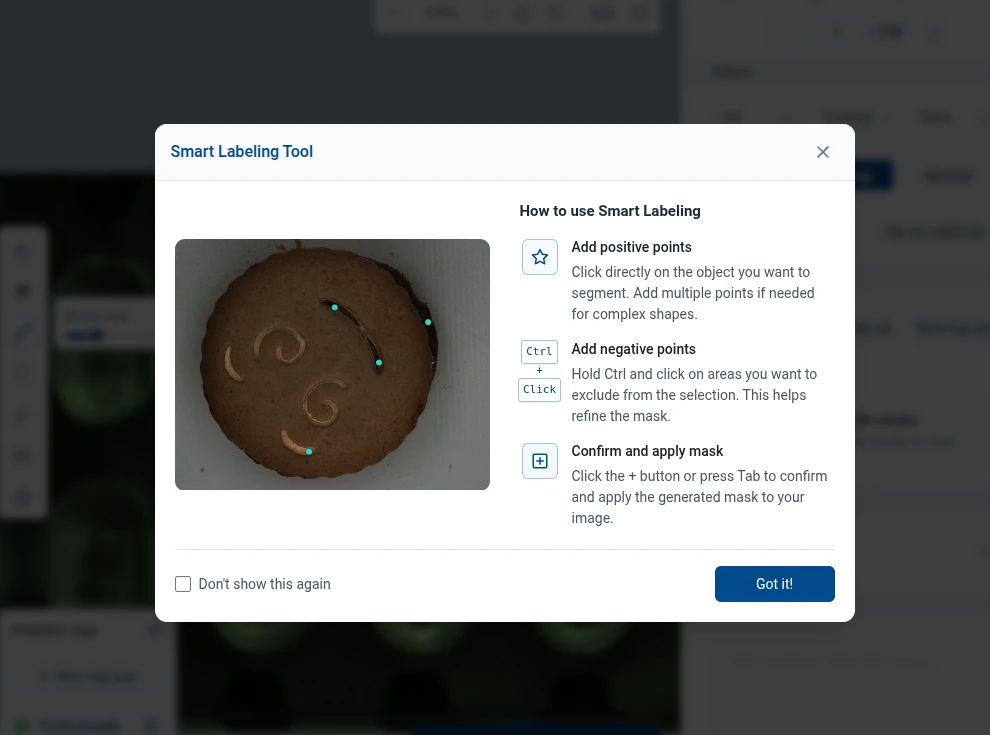 Smart Labeling Tool
How to use Smart Labeling
Add positive points
Click directly on the object you want to
segment. Add multiple points if needed
for complex shapes.
Ctrl
+
Click
Add negative points
Hold Ctrl and click on areas you want to
exclude from the selection. This helps
refine the mask.
Confirm and apply mask
Click the + button or press Tab to confirm
and apply the generated mask to your
image.
Don't show this again
Got it!